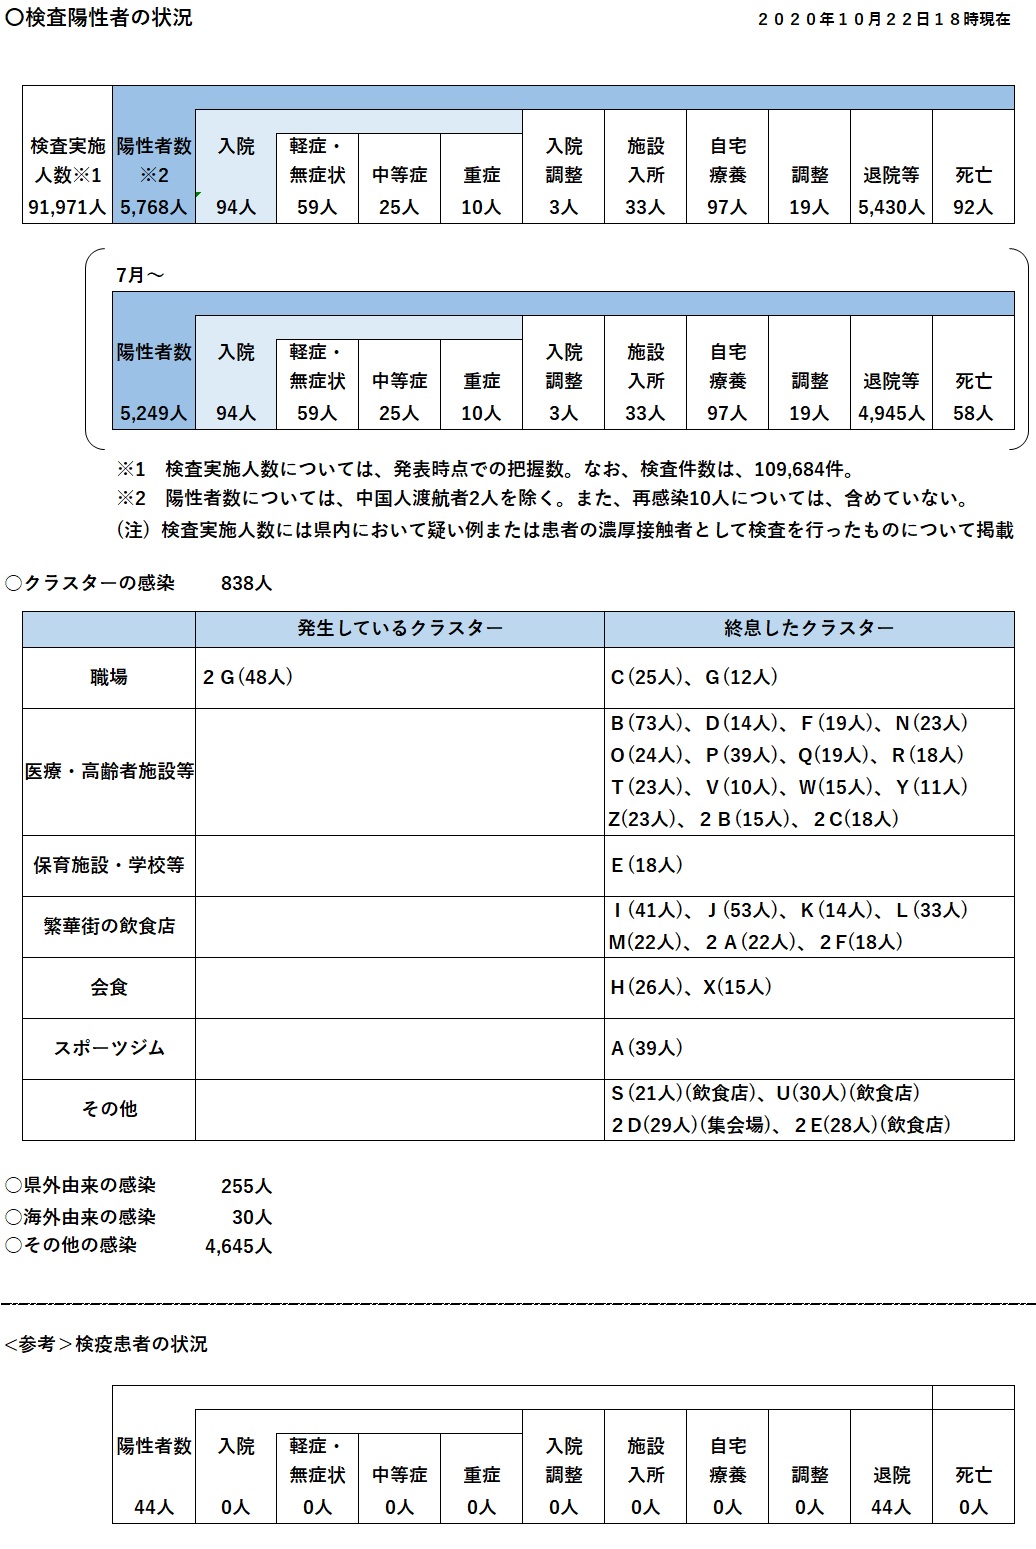 〇検査陽性者の状況
２０２０年１０月２２日１８時現在
検査実施 陽性者数 入院 軽症・ 入院 施設 自宅
人数※1 ※2 無症状 中等症 重症 調整 入所 療養 調整 退院等 死亡
91,971人 5,768人 94人 59人 25人 10人 3人 33人 97人 19人 5,430人 92人
7月～
陽性者数 入院 軽症・ 入院 施設 自宅
無症状 中等症 重症 調整 入所 療養 調整 退院等 死亡
5,249人 94人 59人 25人 10人 3人 33人 97人 19人 4,945人 58人
※1　検査実施人数については、発表時点での把握数。なお、検査件数は、109,684件。
※2　陽性者数については、中国人渡航者2人を除く。また、再感染10人については、含めていない。
(注）検査実施人数には県内において疑い例または患者の濃厚接触者として検査を行ったものについて掲載
〇クラスターの感染　838人
発生しているクラスター 終息したクラスター
職場 ２Ｇ(48人） Ｃ(25人)、Ｇ(12人)
Ｂ(73人)、Ｄ(14人)、Ｆ(19人)、Ｎ(23人)
Ｏ(24人)、Ｐ(39人)、Q(19人)、Ｒ(18人)
医療・高齢者施設等
Ｔ(23人)、Ｖ(10人)、W(15人)、Ｙ(11人)
Z(23人)、２Ｂ(15人)、２C(18人)
保育施設・学校等 Ｅ(18人)
Ｉ(41人)、Ｊ(53人)、Ｋ(14人)、Ｌ(33人)
繁華街の飲食店
M(22人)、２Ａ(22人)、２F(18人)
会食 Ｈ(26人)、X(15人)
スポーツジム Ａ(39人)
Ｓ(21人)(飲食店)、U(30人)(飲食店)
その他
２D(29人)(集会場)、２E(28人)(飲食店)
〇県外由来の感染　255人
〇海外由来の感染　30人
〇その他の感染　4,645人
<参考＞検疫患者の状況
陽性者数 入院 軽症・ 入院 施設 自宅
無症状 中等症 重症 調整 入所 療養 調整 退院 死亡
44人 0人 0人 0人 0人 0人 0人 0人 0人 44人 0人